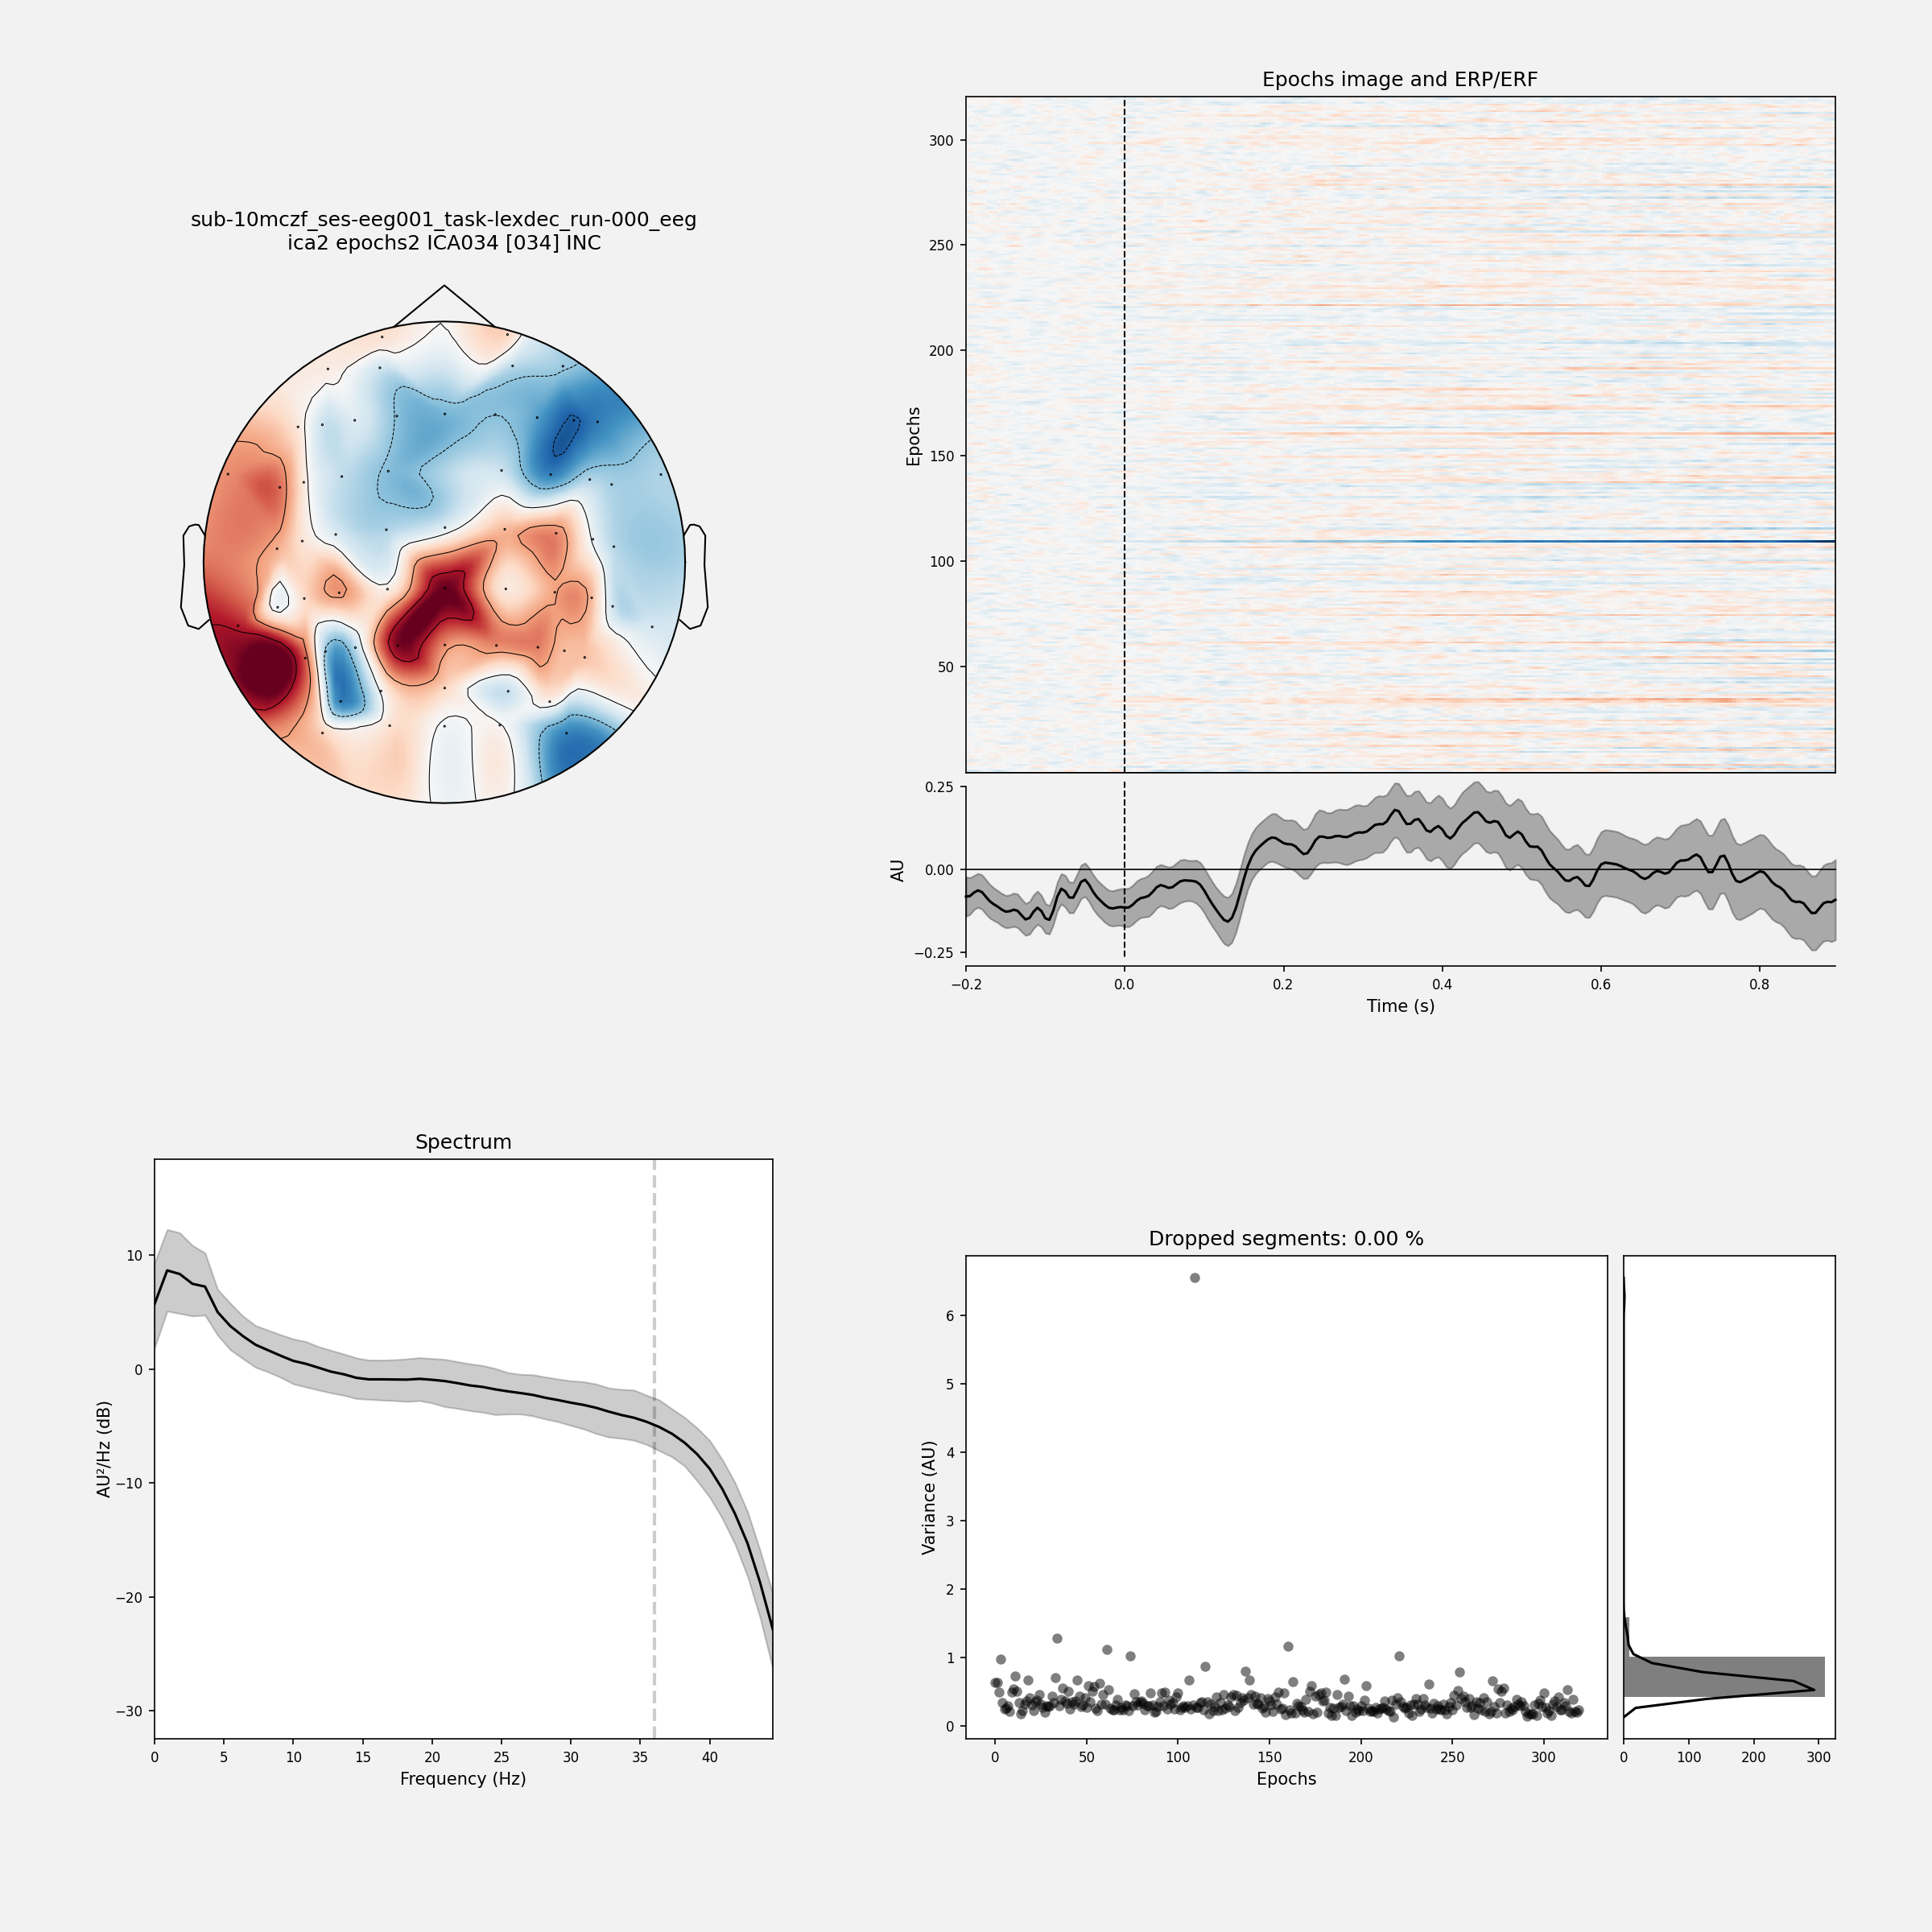 sub-10mczf_ses-eeg001_task-lexdec_run-000_eeg
ica2 epochs2 ICA034 [034] INC
Epochs image and ERP/ERF
Epochs
300
250
200
150
100
50
AU
0.25
0.00
−0.25
−0.2 0.0 0.2 0.4 0.6 0.8
Time (s)
Spectrum
AU²/Hz (dB)
10
0
−10
−20
−30
0 5 10 15 20 25 30 35 40
Frequency (Hz)
Dropped segments: 0.00 %
Variance (AU)
6
5
4
3
2
1
0
0 50 100 150 200 250 300
Epochs
0 100 200 300